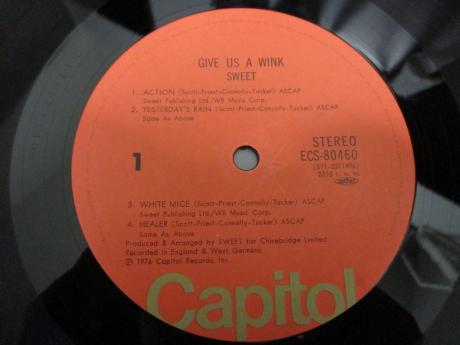 GIVE US A WINK
SWEET
1. ACTION (Scott-Priest-Connolly-Tucker) ASCAP
Sweet Publishing Ltd./WB Music Corp.
2. YESTERDAY'S RAIN (Scott-Priest-Connolly-Tucker) ASCAP
Same As Above
1
STEREO
ECS-80460
33⅓ r.p.m.
3. WHITE MICE (Scott-Priest-Connolly-Tucker) ASCAP
Sweet Publishing Ltd./WB Music Corp.
4. HEALER (Scott-Priest-Connolly-Tucker) ASCAP
Same As Above
Produced & Arranged by SWEET for Chinebridge Limited
Recorded in England & West Germany
Ⓟ 1976 Capitol Records, Inc.
Capitol